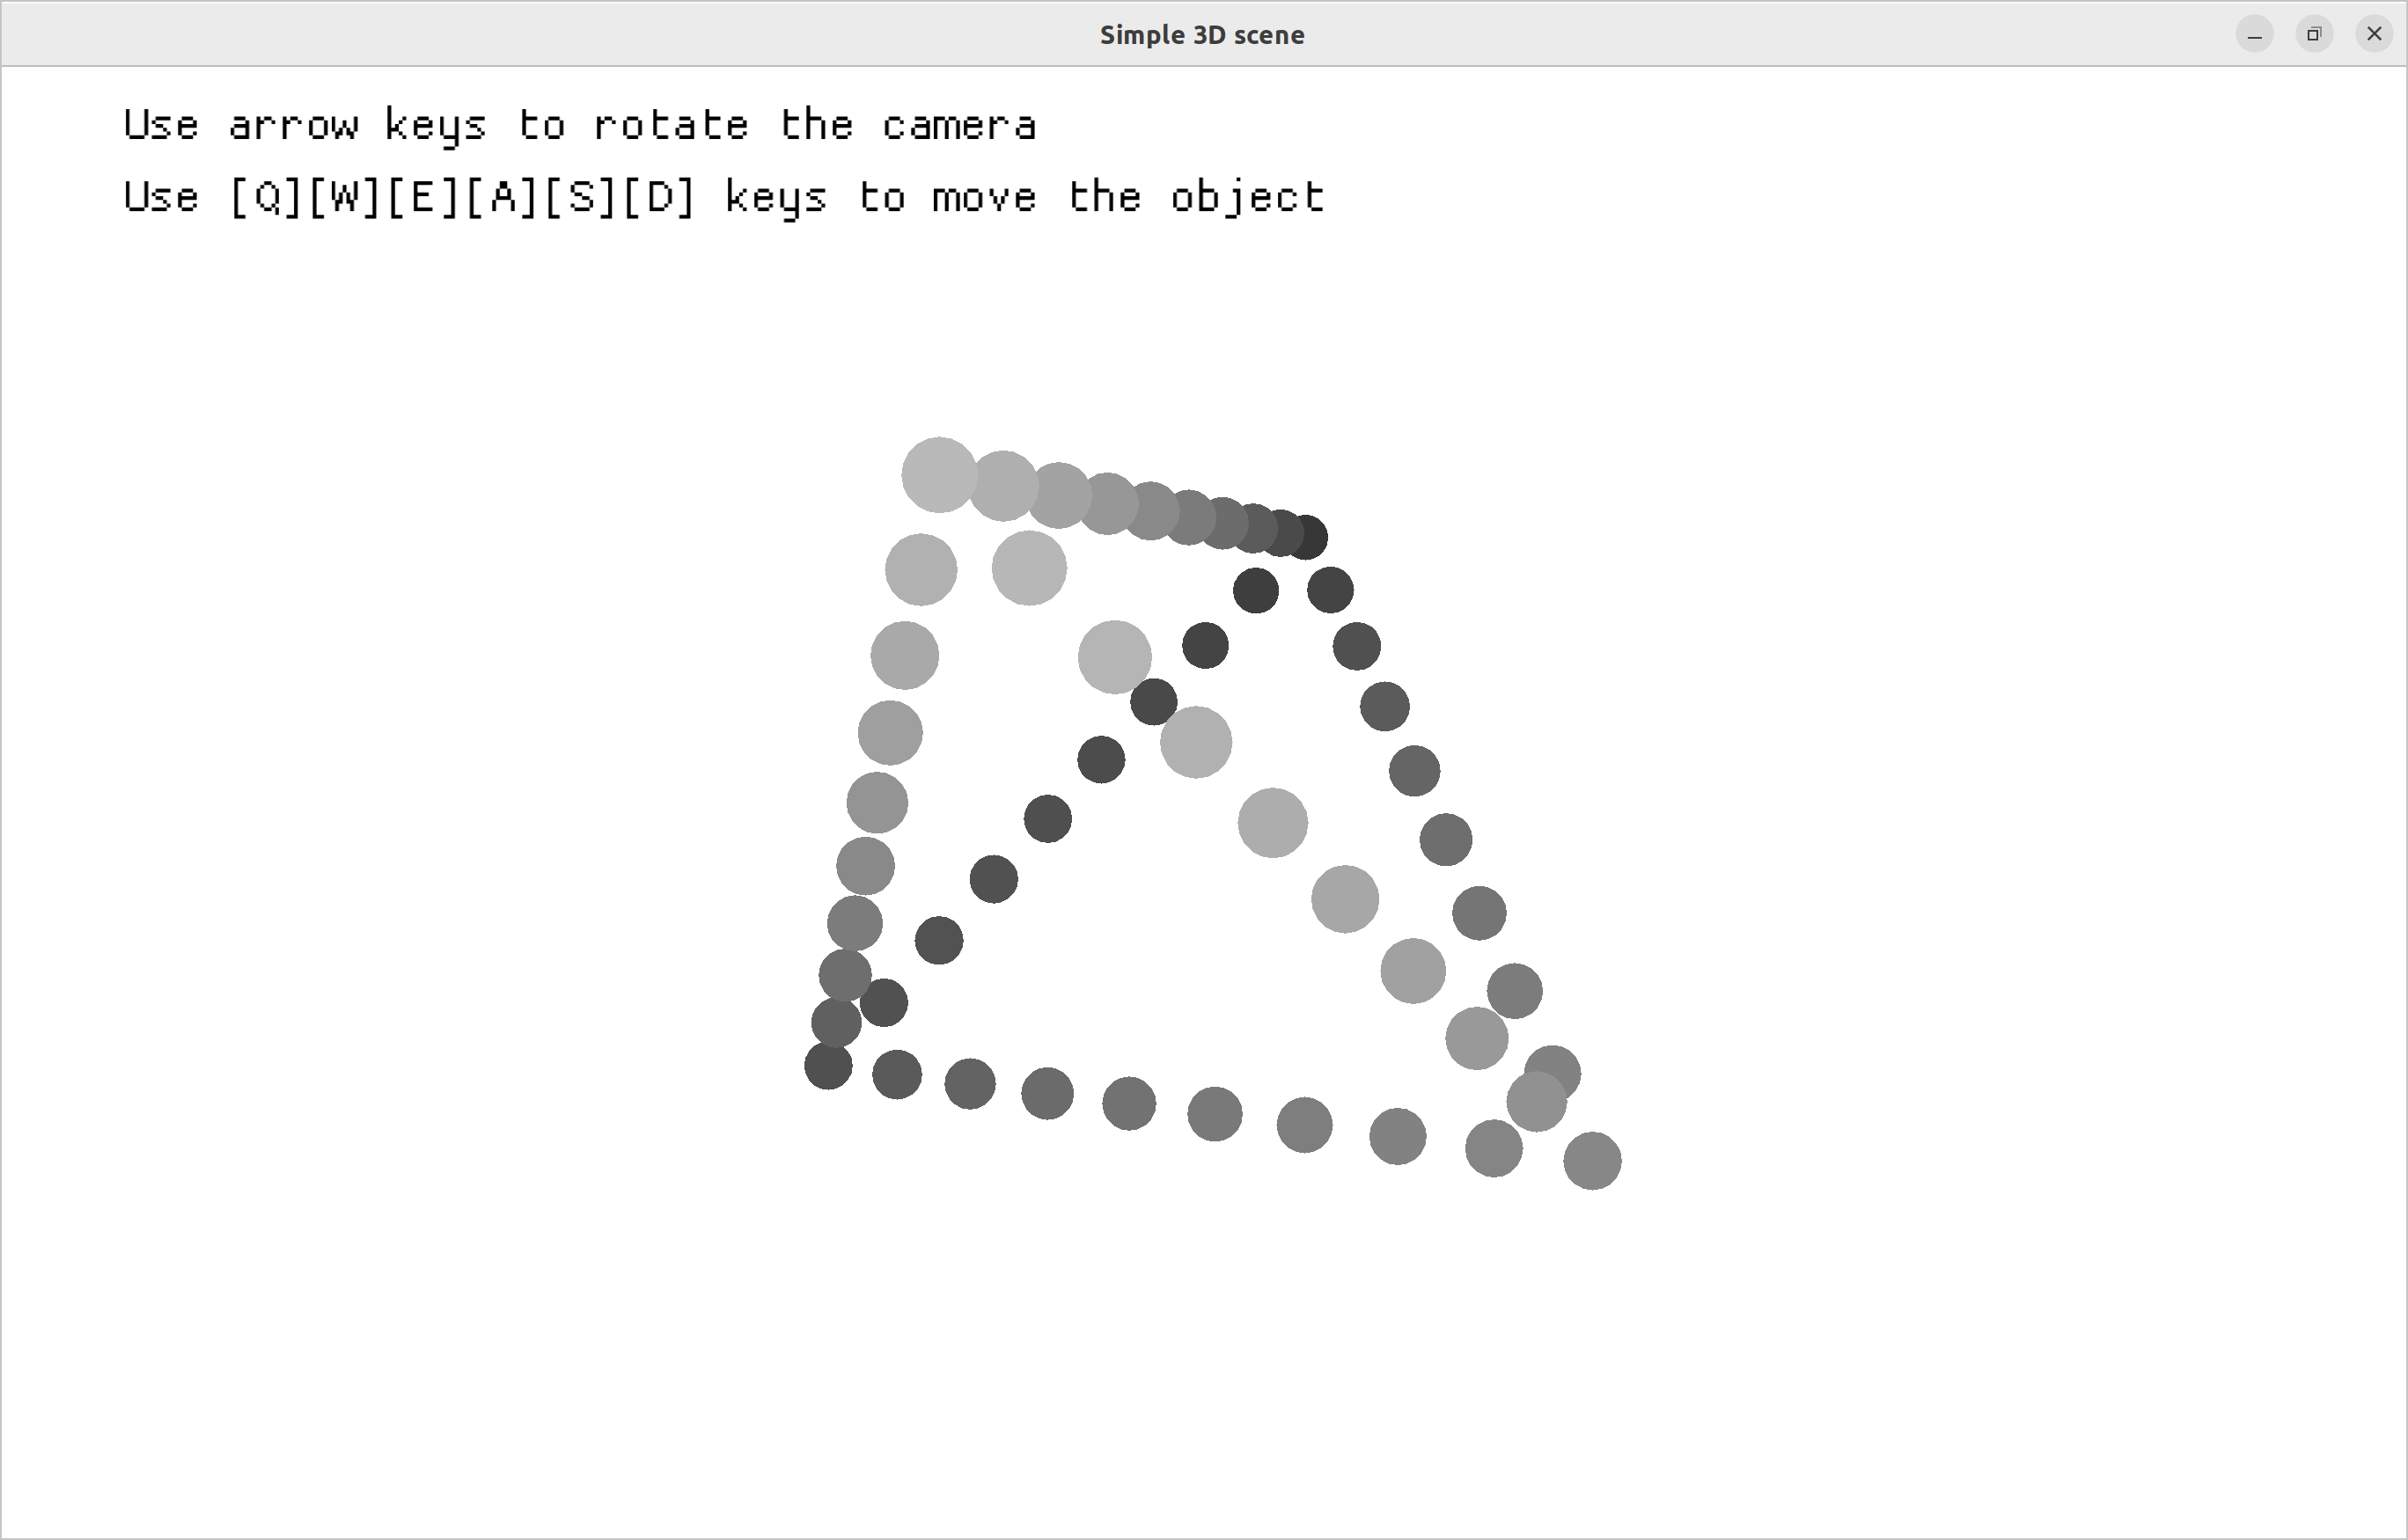 Simple 3D scene
Use arrow keys to rotate the camera
Use [Q][W][E][A][S][D] keys to move the object